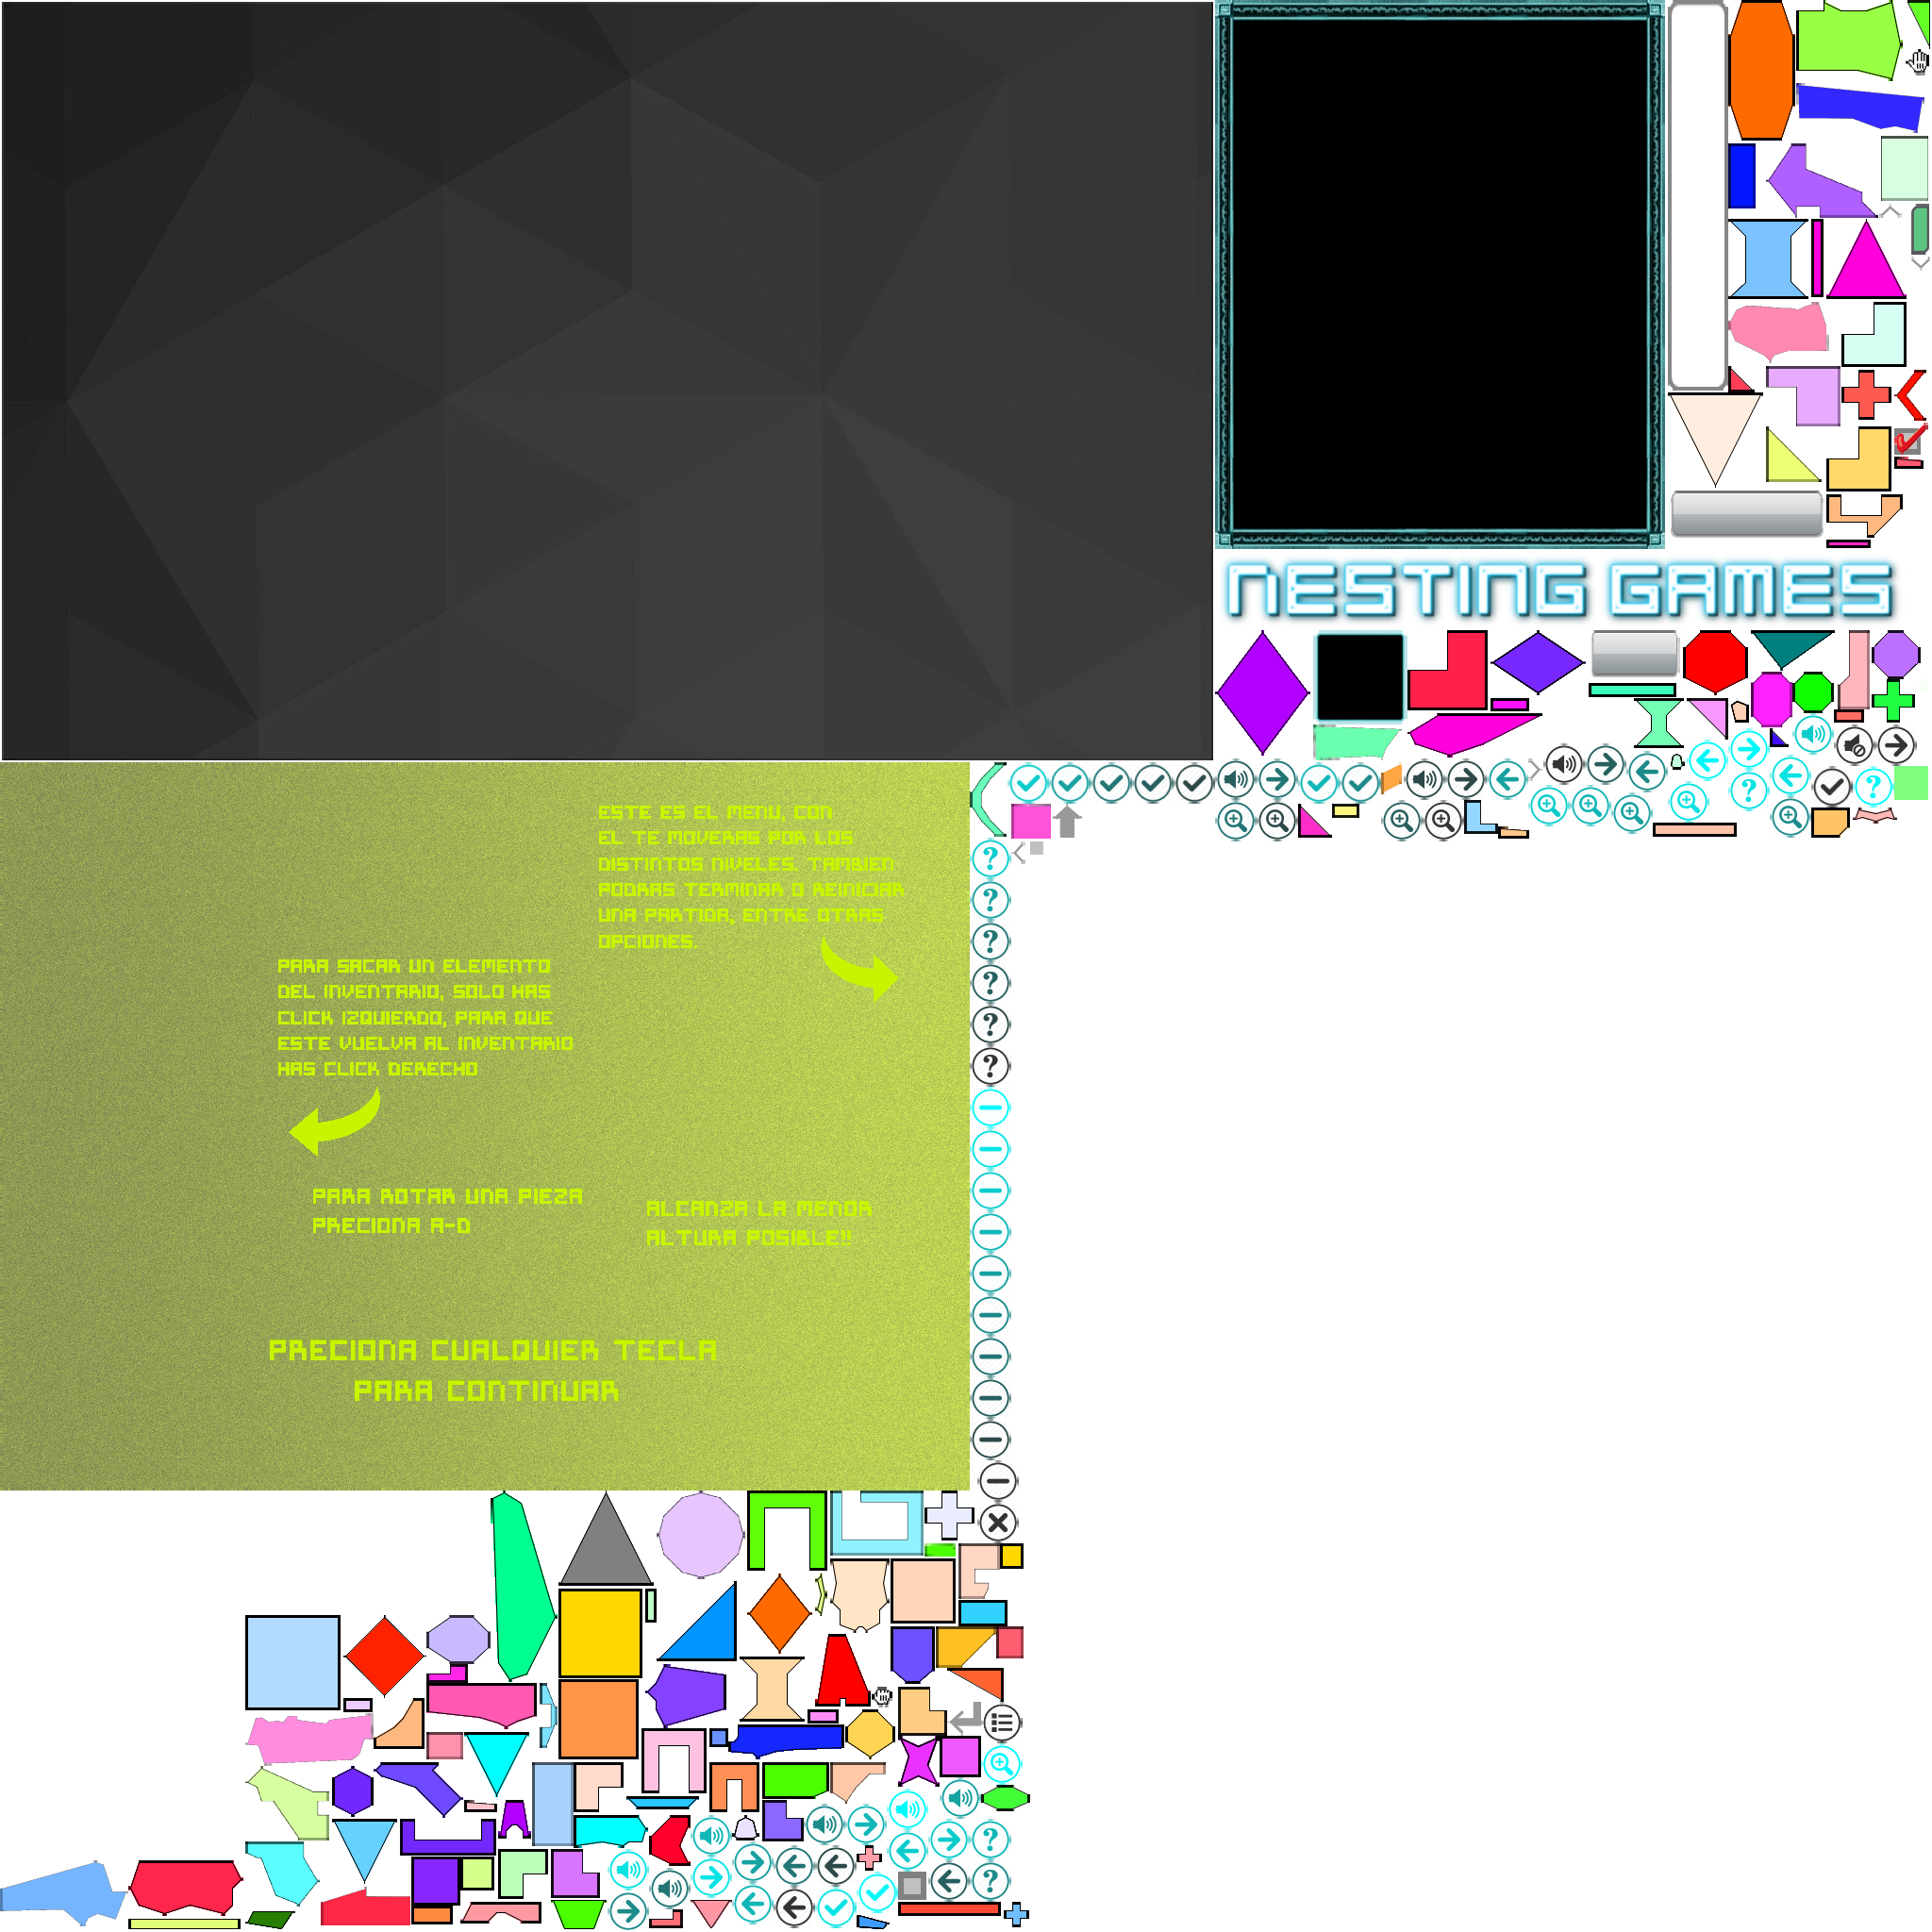 NESTING GAMES
ESTE ES EL MENU, CON
EL TE MOVERAS POR LOS
DISTINTOS NIVELES. TAMBIEN
PODRAS TERMINAR O REINICIAR
UNA PARTIDA, ENTRE OTRAS
OPCIONES.
PARA SACAR UN ELEMENTO
DEL INVENTARIO, SOLO HAS
CLICK IZQUIERDO, PARA QUE
ESTE VUELVA AL INVENTARIO
HAS CLICK DERECHO
PARA ROTAR UNA PIEZA
PRECIONA A-D
ALCANZA LA MENOR
ALTURA POSIBLE!!
PRECIONA CUALQUIER TECLA
PARA CONTINUAR